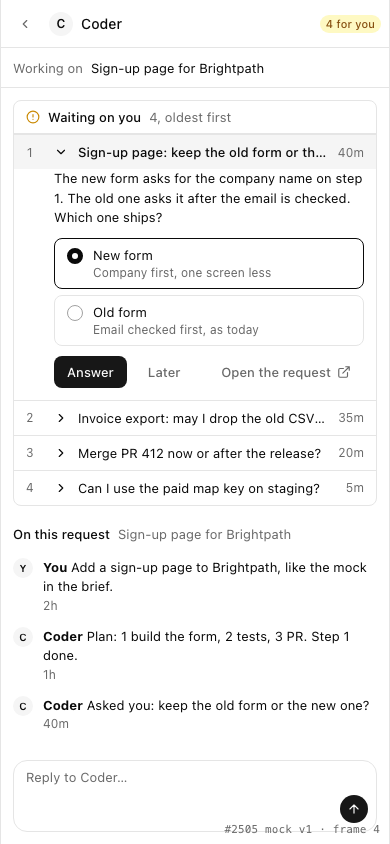 C Coder 4 for you
Working on Sign-up page for Brightpath
Waiting on you 4, oldest first
1 Sign-up page: keep the old form or th... 40m
The new form asks for the company name on step
1. The old one asks it after the email is checked.
Which one ships?
New form
Company first, one screen less
Old form
Email checked first, as today
Answer Later Open the request
2 Invoice export: may I drop the old CSV... 35m
3 Merge PR 412 now or after the release? 20m
4 Can I use the paid map key on staging? 5m
On this request Sign-up page for Brightpath
Y You Add a sign-up page to Brightpath, like the mock
in the brief.
2h
C Coder Plan: 1 build the form, 2 tests, 3 PR. Step 1
done.
1h
C Coder Asked you: keep the old form or the new one?
40m
Reply to Coder...
#2505 mock v1 · frame 4